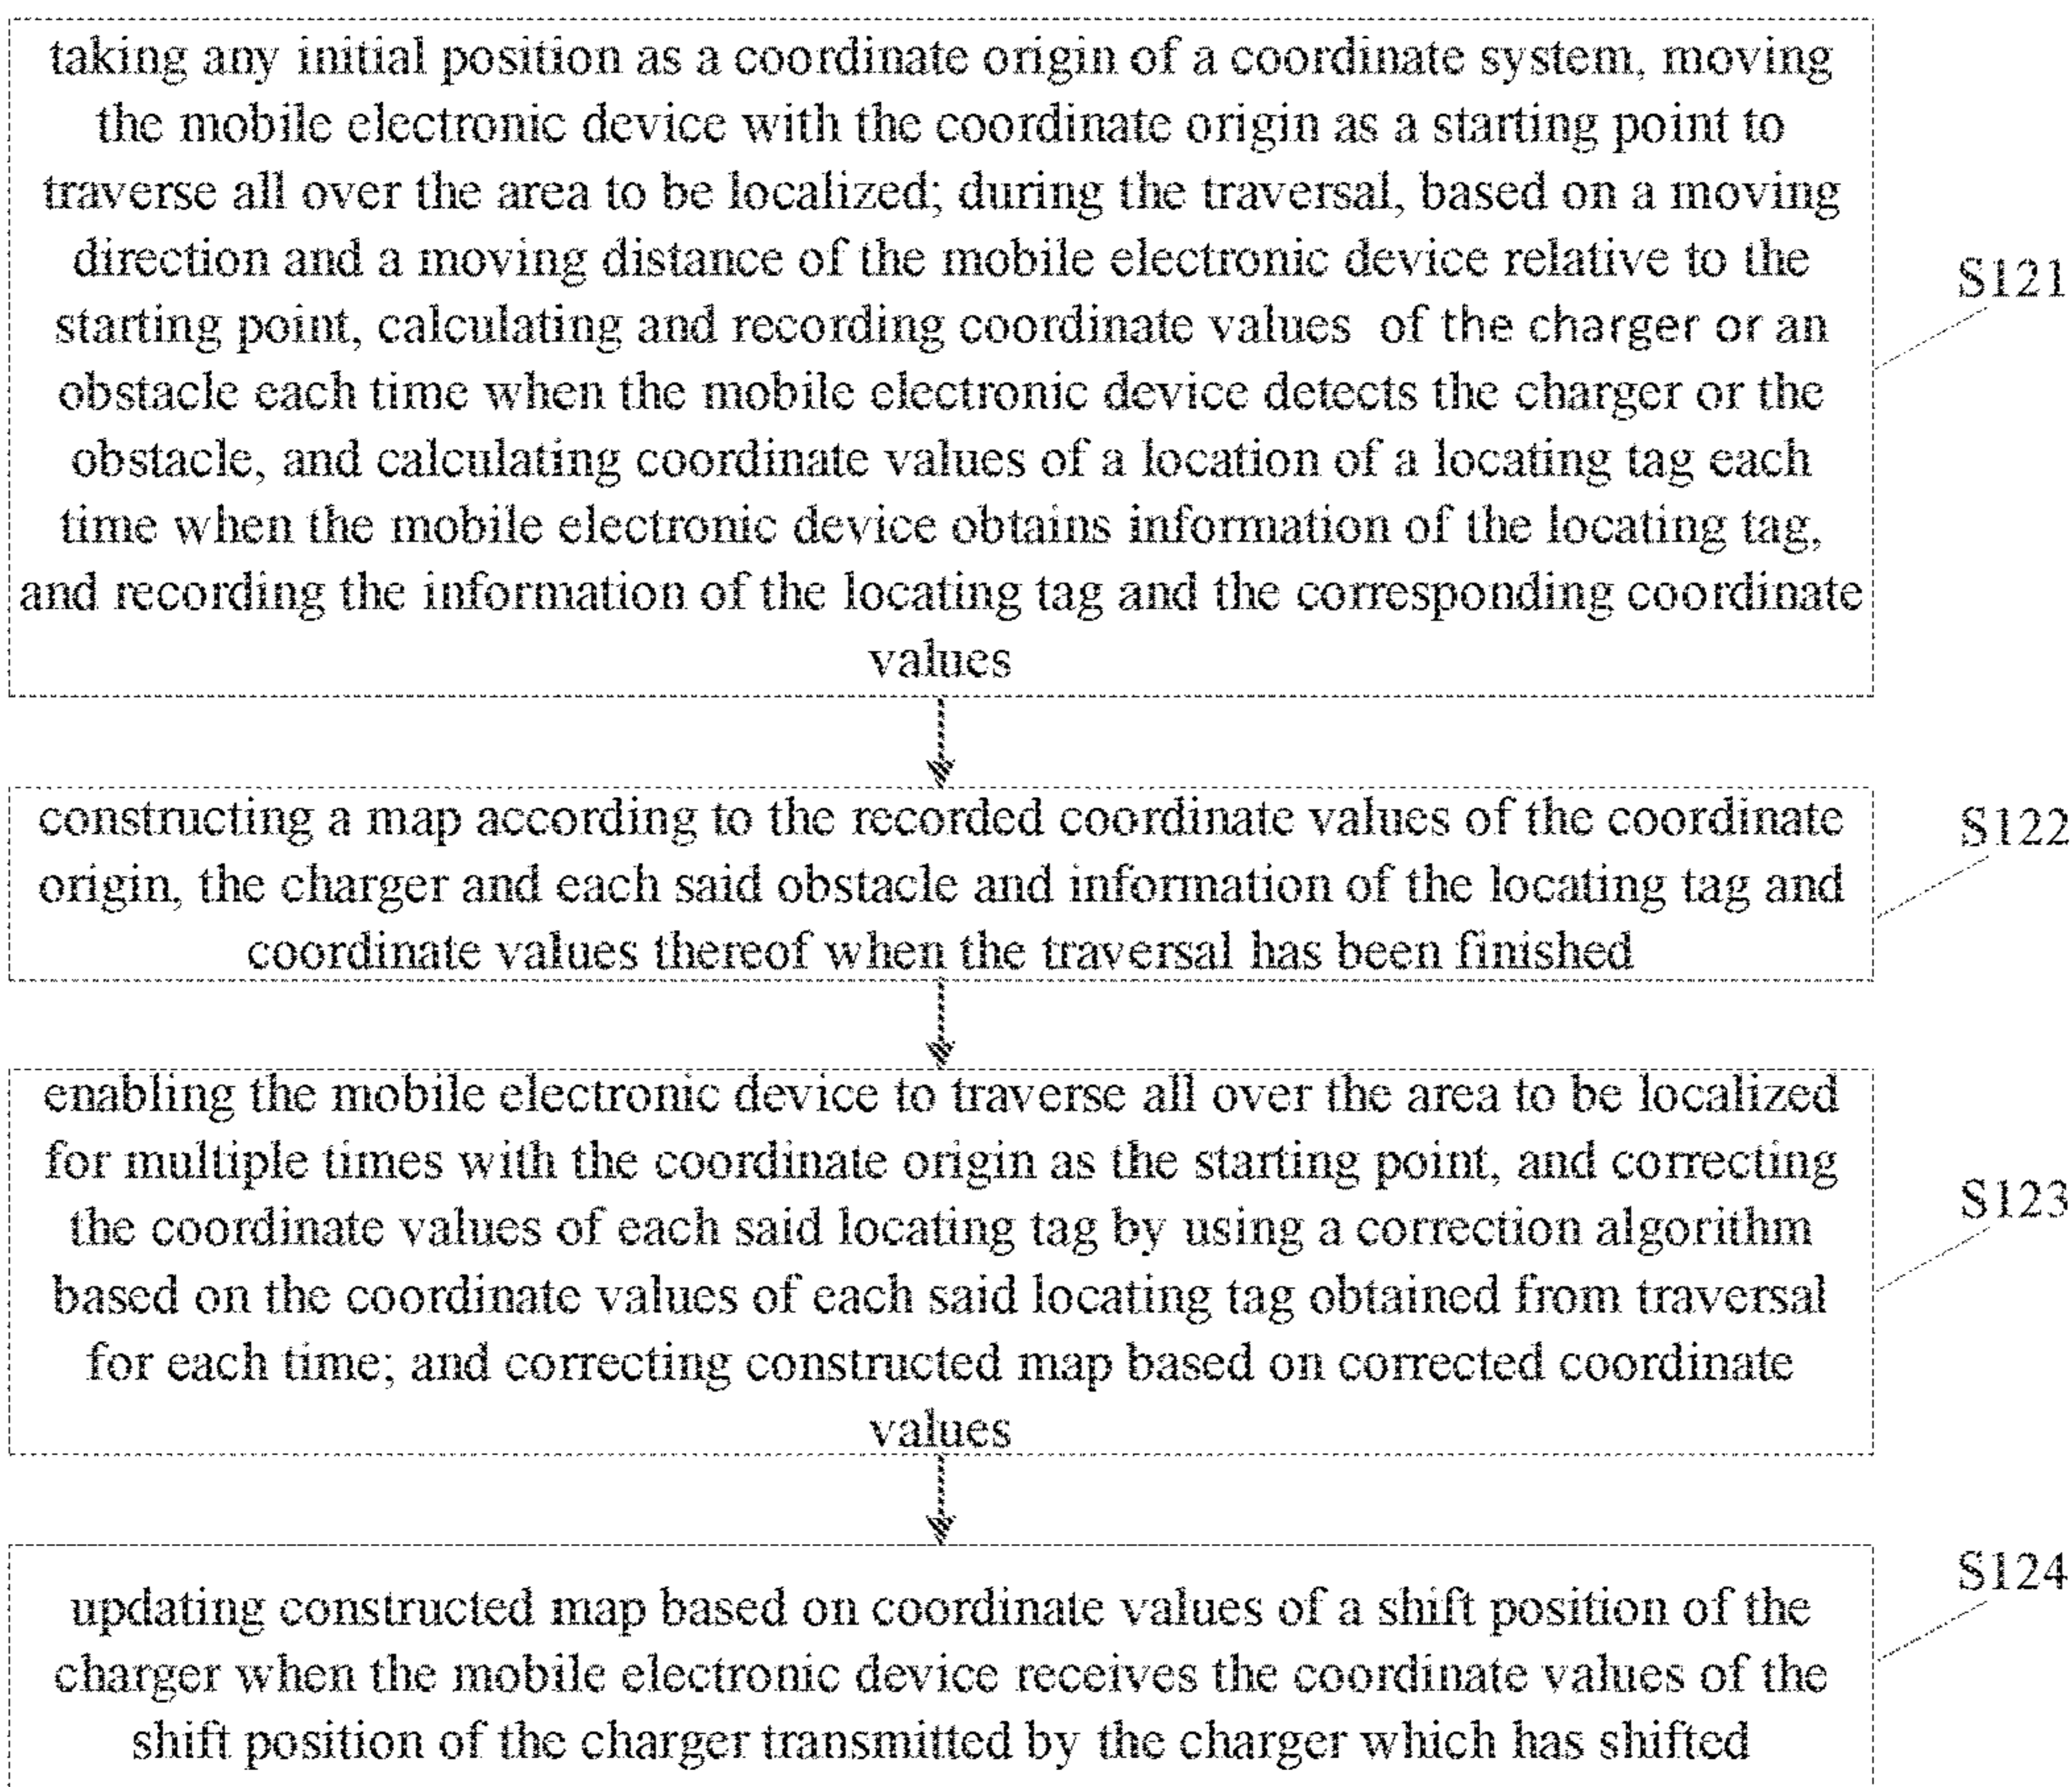 taking any initial position as a coordinate origin of a coordinate system, moving
the mobile electronic device with the coordinate origin as a starting point to
traverse all over the area to be localized; during the traversal, based on a moving
direction and a moving distance of the mobile electronic device relative to the
starting point, calculating and recording coordinate values of the charger or an
obstacle each time when the mobile electronic device detects the charger or the
obstacle, and calculating coordinate values of a location of a locating tag each
time when the mobile electronic device obtains information of the locating tag,
and recording the information of the locating tag and the corresponding coordinate
values
S121
constructing a map according to the recorded coordinate values of the coordinate
origin, the charger and each said obstacle and information of the locating tag and
coordinate values thereof when the traversal has been finished
S122
enabling the mobile electronic device to traverse all over the area to be localized
for multiple times with the coordinate origin as the starting point, and correcting
the coordinate values of each said locating tag by using a correction algorithm
based on the coordinate values of each said locating tag obtained from traversal
for each time; and correcting constructed map based on corrected coordinate
values
S123
updating constructed map based on coordinate values of a shift position of the
charger when the mobile electronic device receives the coordinate values of the
shift position of the charger transmitted by the charger which has shifted
S124